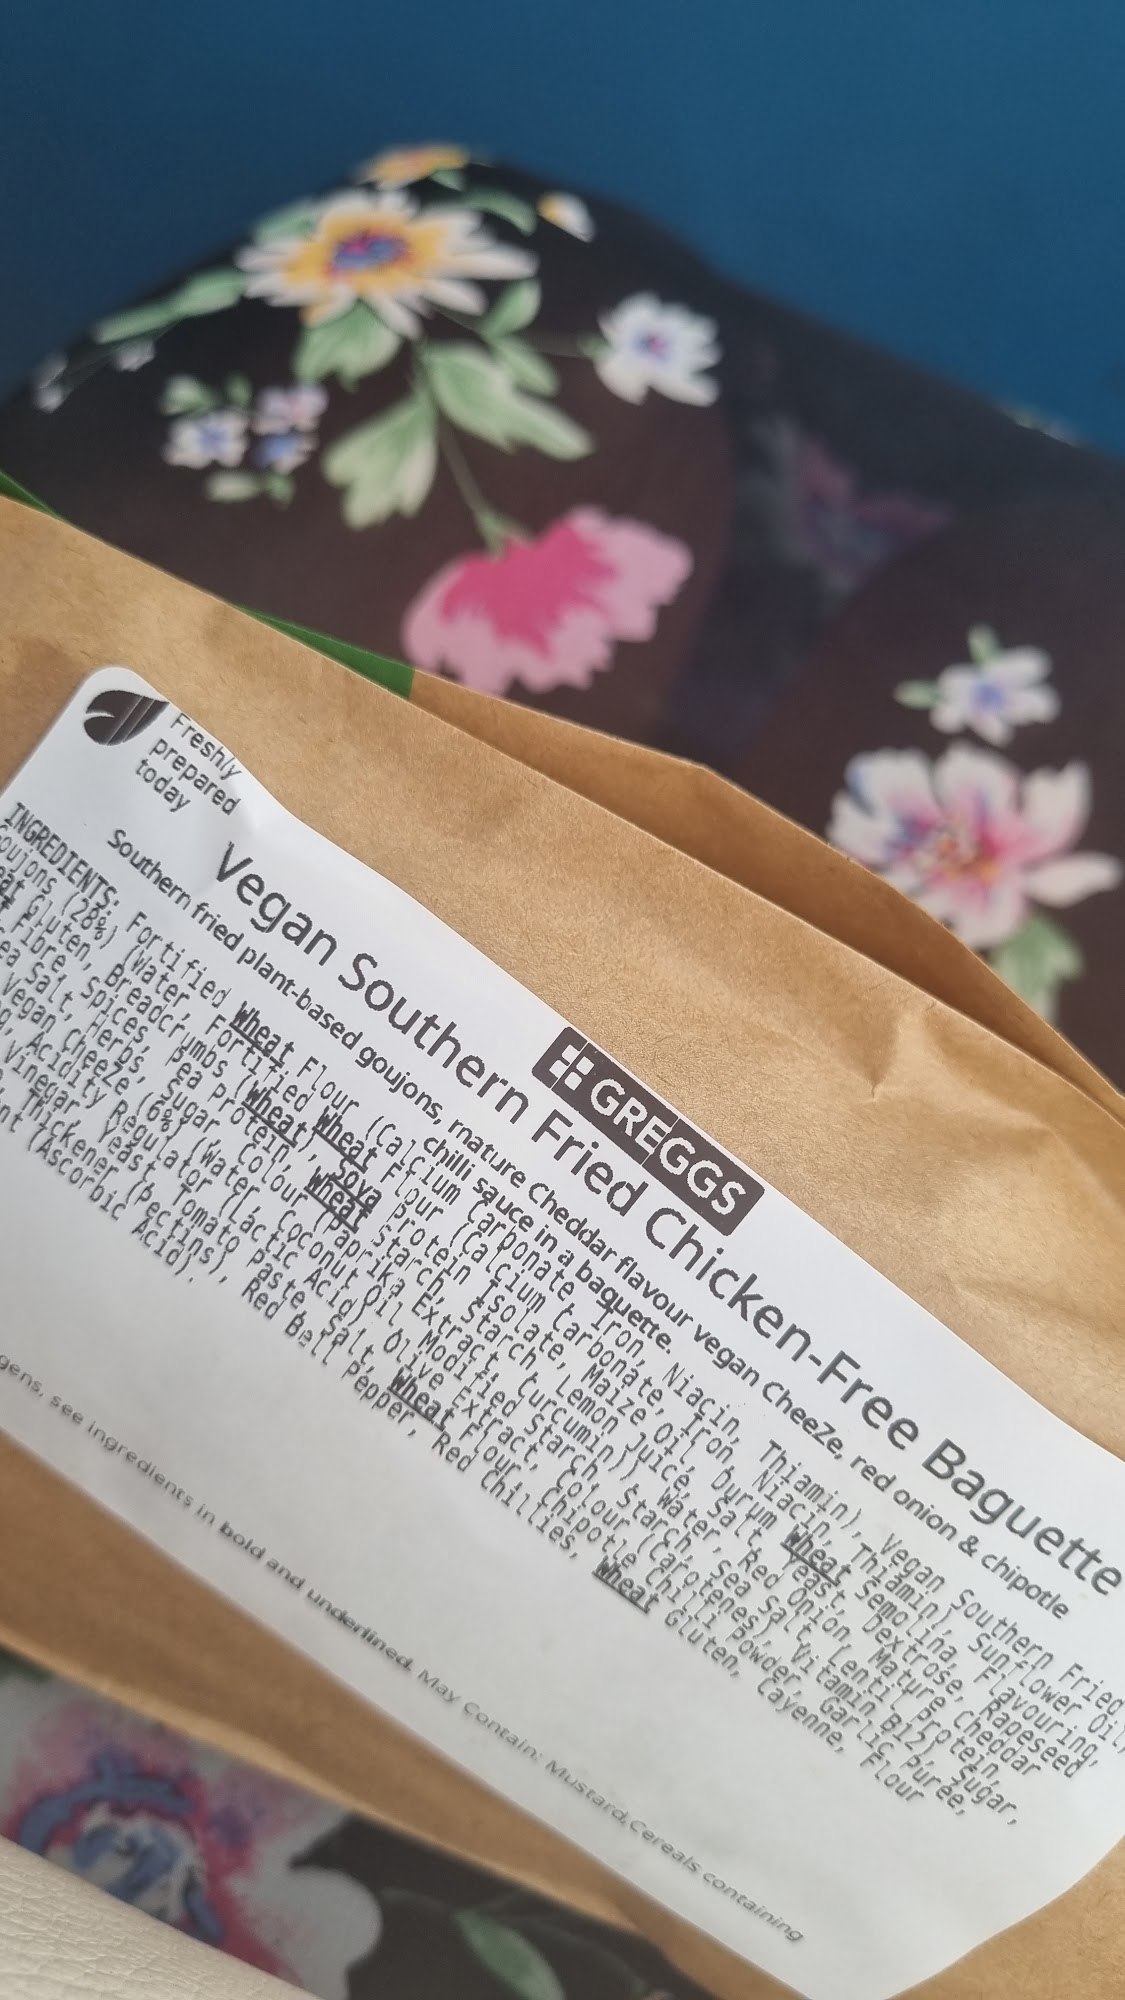 Freshly
prepared
today
GREGGS
Vegan Southern Fried Chicken-Free Baguette
Southern fried plant-based goujons, mature Cheddar flavour vegan CheeZe, red onion & chipotle
chilli sauce in a baguette.
INGREDIENTS: Fortified Wheat Flour (Calcium Carbonate, Iron, Niacin, Thiamin), Vegan Southern Fried
Goujons (28%) (Water, Fortified Wheat Flour (Calcium Carbonate, Iron, Niacin, Thiamin), Sunflower Oil,
Gluten, Breadcrumbs (Wheat), Soya Protein Isolate, Maize Durum Wheat Semolina, Flavouring,
Fibre, Spices, Pea Protein, Wheat Starch, Starch, Lemon Juice, Salt, Yeast, Dextrose, Rapeseed
Salt, Herbs, Sugar, Colour (Paprika Extract, Curcumin)), Water, Red Onion, Mature Cheddar
Vegan CheeZe (6%) (Water, Coconut Oil, Modified Starch, Starch, Sea Salt, Lentil Protein,
Acidity Regulator (Lactic Acid), Olive Extract, Colour (Carotenes), Vitamin B12), Sugar,
Vinegar, Yeast, Tomato Paste, Salt, Wheat Flour, Chipotle Chilli Powder, Garlic Purée,
Thickener (Pectins), Red Bell Pepper, Red Chillies, Wheat Gluten, Cayenne, Flour
(Ascorbic Acid).
see ingredients in bold and underlined. May Contain: Mustard,Cereals containing